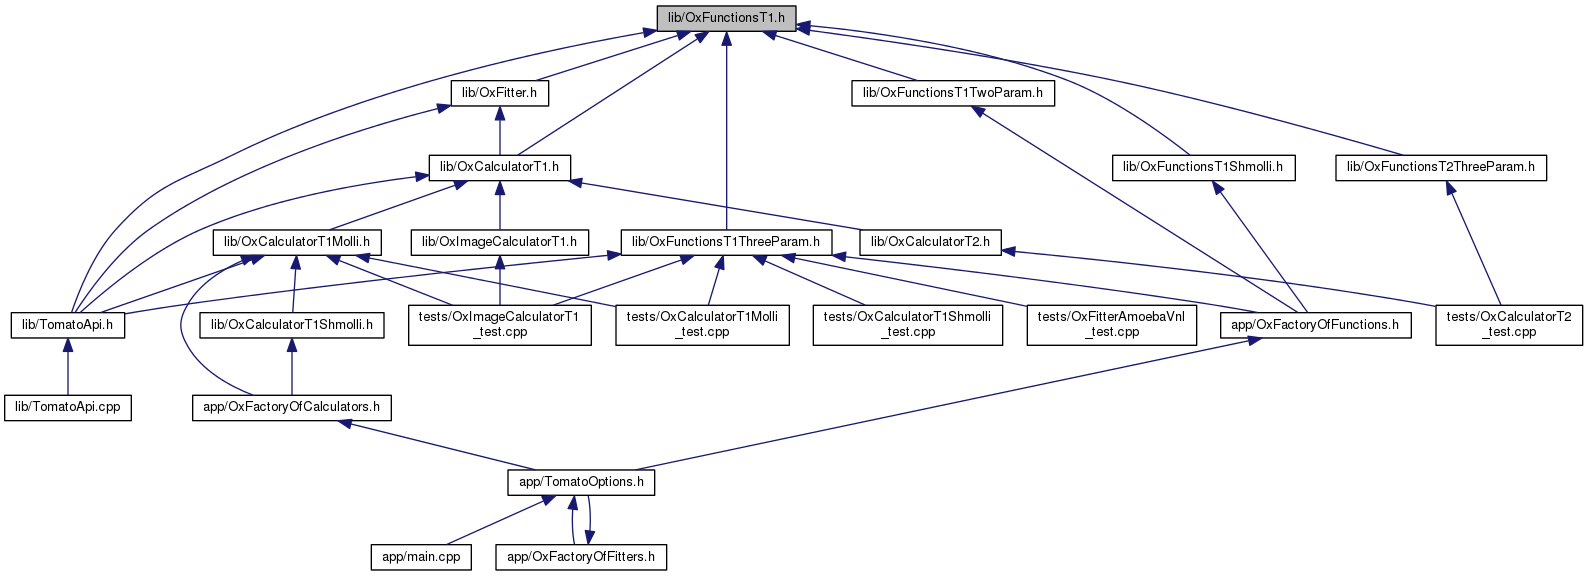 lib/OxFunctionsT1.h
lib/OxFitter.h
lib/OxFunctionsT1TwoParam.h
lib/OxCalculatorT1.h
lib/OxFunctionsT1Shmolli.h
lib/OxFunctionsT2ThreeParam.h
lib/OxCalculatorT1Molli.h
lib/OxImageCalculatorT1.h
lib/OxFunctionsT1ThreeParam.h
lib/OxCalculatorT2.h
lib/TomatoApi.h
lib/OxCalculatorT1Shmolli.h
tests/OxImageCalculatorT1
_test.cpp
tests/OxCalculatorT1Molli
_test.cpp
tests/OxCalculatorT1Shmolli
_test.cpp
tests/OxFitterAmoebaVnl
_test.cpp
app/OxFactoryOfFunctions.h
tests/OxCalculatorT2
_test.cpp
lib/TomatoApi.cpp
app/OxFactoryOfCalculators.h
app/TomatoOptions.h
app/main.cpp
app/OxFactoryOfFitters.h